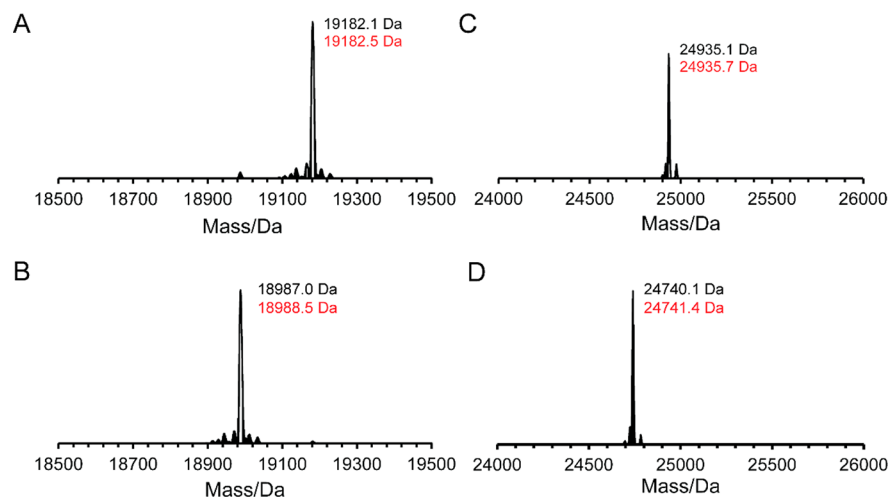 A
19182.1 Da
19182.5 Da
18500 18700 18900 19100 19300 19500
Mass/Da
C
24935.1 Da
24935.7 Da
24000 24500 25000 25500 26000
Mass/Da
B
18987.0 Da
18988.5 Da
18500 18700 18900 19100 19300 19500
Mass/Da
D
24740.1 Da
24741.4 Da
24000 24500 25000 25500 26000
Mass/Da